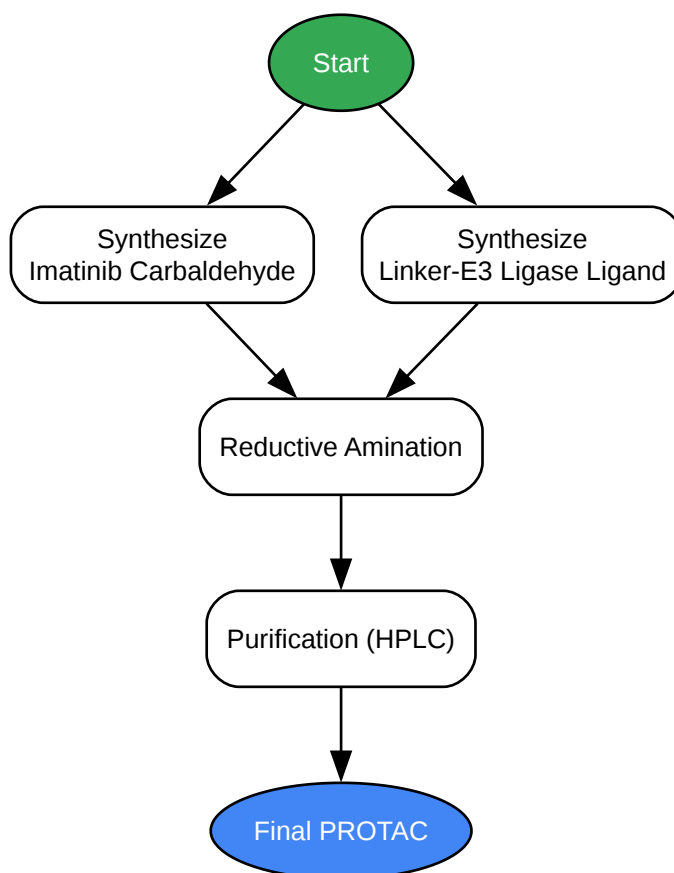 Start
Synthesize
Imatinib Carbaldehyde
Synthesize
Linker-E3 Ligase Ligand
Reductive Amination
Purification (HPLC)
Final PROTAC